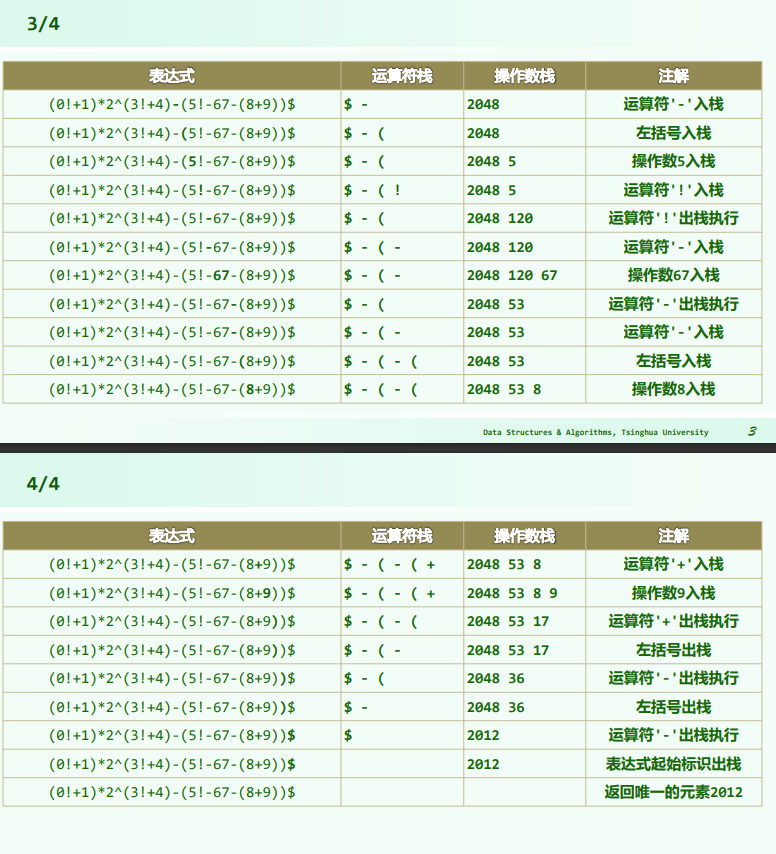 3/4
表达式 运算符栈 操作数栈 注解
(0!+1)*2^(3!+4)-(5!-67-(8+9))$ $ - 2048 运算符'-'入栈
(0!+1)*2^(3!+4)-(5!-67-(8+9))$ $ - ( 2048 左括号入栈
(0!+1)*2^(3!+4)-(5!-67-(8+9))$ $ - ( 2048 5 操作数5入栈
(0!+1)*2^(3!+4)-(5!-67-(8+9))$ $ - ( ! 2048 5 运算符'!'入栈
(0!+1)*2^(3!+4)-(5!-67-(8+9))$ $ - ( 2048 120 运算符'!'出栈执行
(0!+1)*2^(3!+4)-(5!-67-(8+9))$ $ - ( - 2048 120 运算符'-'入栈
(0!+1)*2^(3!+4)-(5!-67-(8+9))$ $ - ( - 2048 120 67 操作数67入栈
(0!+1)*2^(3!+4)-(5!-67-(8+9))$ $ - ( 2048 53 运算符'-'出栈执行
(0!+1)*2^(3!+4)-(5!-67-(8+9))$ $ - ( - 2048 53 运算符'-'入栈
(0!+1)*2^(3!+4)-(5!-67-(8+9))$ $ - ( - ( 2048 53 左括号入栈
(0!+1)*2^(3!+4)-(5!-67-(8+9))$ $ - ( - ( 2048 53 8 操作数8入栈
Data Structures & Algorithms, Tsinghua University 3
4/4
表达式 运算符栈 操作数栈 注解
(0!+1)*2^(3!+4)-(5!-67-(8+9))$ $ - ( - ( + 2048 53 8 运算符'+'入栈
(0!+1)*2^(3!+4)-(5!-67-(8+9))$ $ - ( - ( + 2048 53 8 9 操作数9入栈
(0!+1)*2^(3!+4)-(5!-67-(8+9))$ $ - ( - ( 2048 53 17 运算符'+'出栈执行
(0!+1)*2^(3!+4)-(5!-67-(8+9))$ $ - ( - 2048 53 17 左括号出栈
(0!+1)*2^(3!+4)-(5!-67-(8+9))$ $ - ( 2048 36 运算符'-'出栈执行
(0!+1)*2^(3!+4)-(5!-67-(8+9))$ $ - 2048 36 左括号出栈
(0!+1)*2^(3!+4)-(5!-67-(8+9))$ $ 2012 运算符'-'出栈执行
(0!+1)*2^(3!+4)-(5!-67-(8+9))$ 2012 表达式起始标识出栈
(0!+1)*2^(3!+4)-(5!-67-(8+9))$ 返回唯一的元素2012